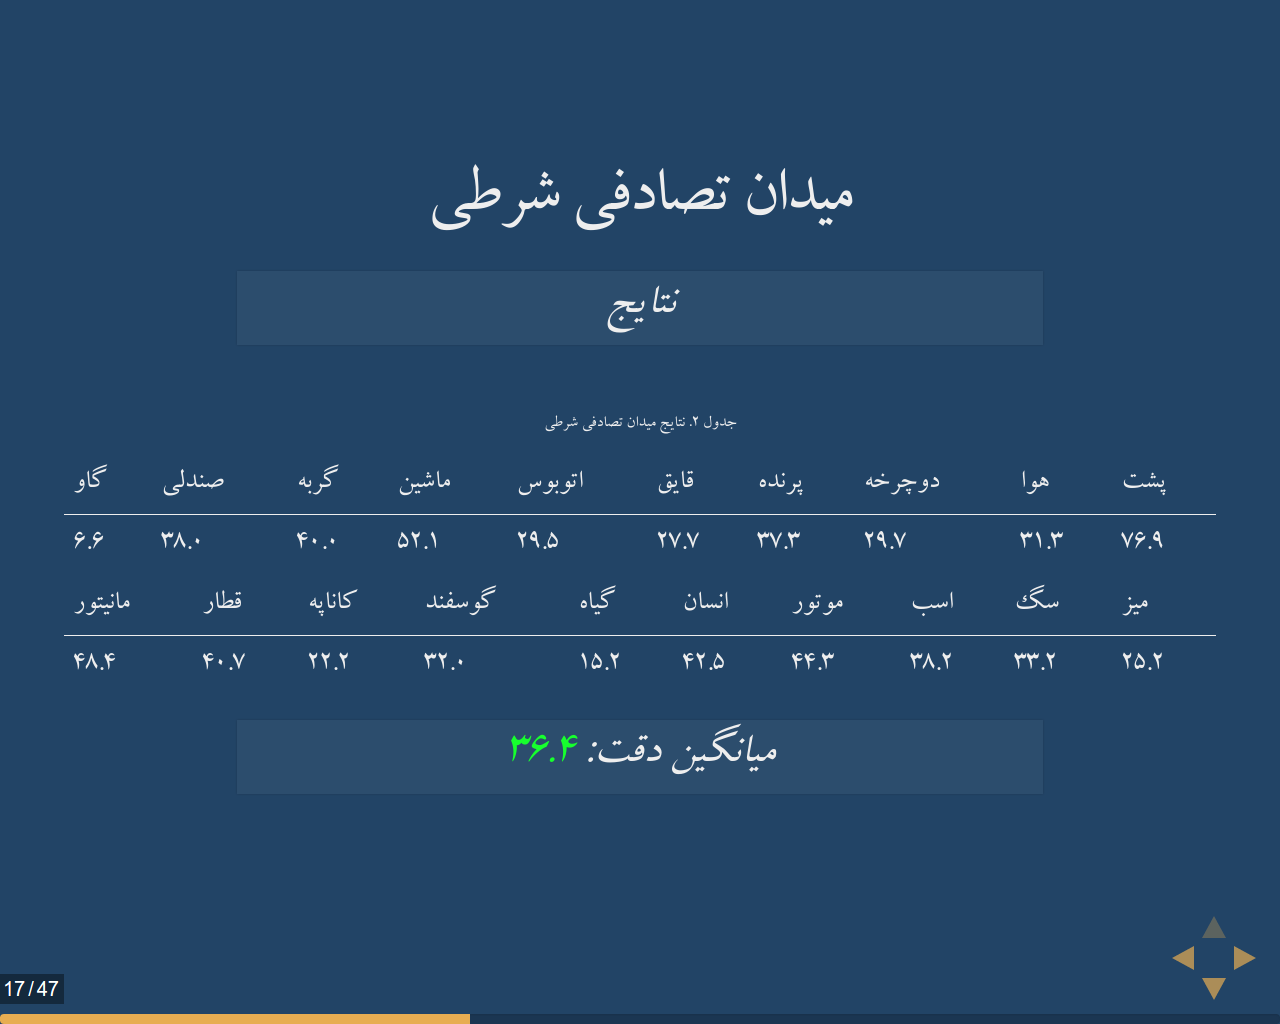 میدان تصادفی شرطی
نتایج
جدول ۲. نتایج میدان تصادفی شرطی
پشت هوا دوچرخه پرنده قایق اتوبوس ماشین گربه صندلی گاو
۷۶.۹ ۳۱.۳ ۲۹.۷ ۳۷.۳ ۲۷.۷ ۲۹.۵ ۵۲.۱ ۴۰.۰ ۳۸.۰ ۶.۶
میز سگ اسب موتور انسان گیاه گوسفند کاناپه قطار مانیتور
۲۵.۲ ۳۳.۲ ۳۸.۲ ۴۴.۳ ۴۲.۵ ۱۵.۲ ۳۲.۰ ۲۲.۲ ۴۰.۷ ۴۸.۴
میانگین دقت: ۳۶.۴
17 / 47